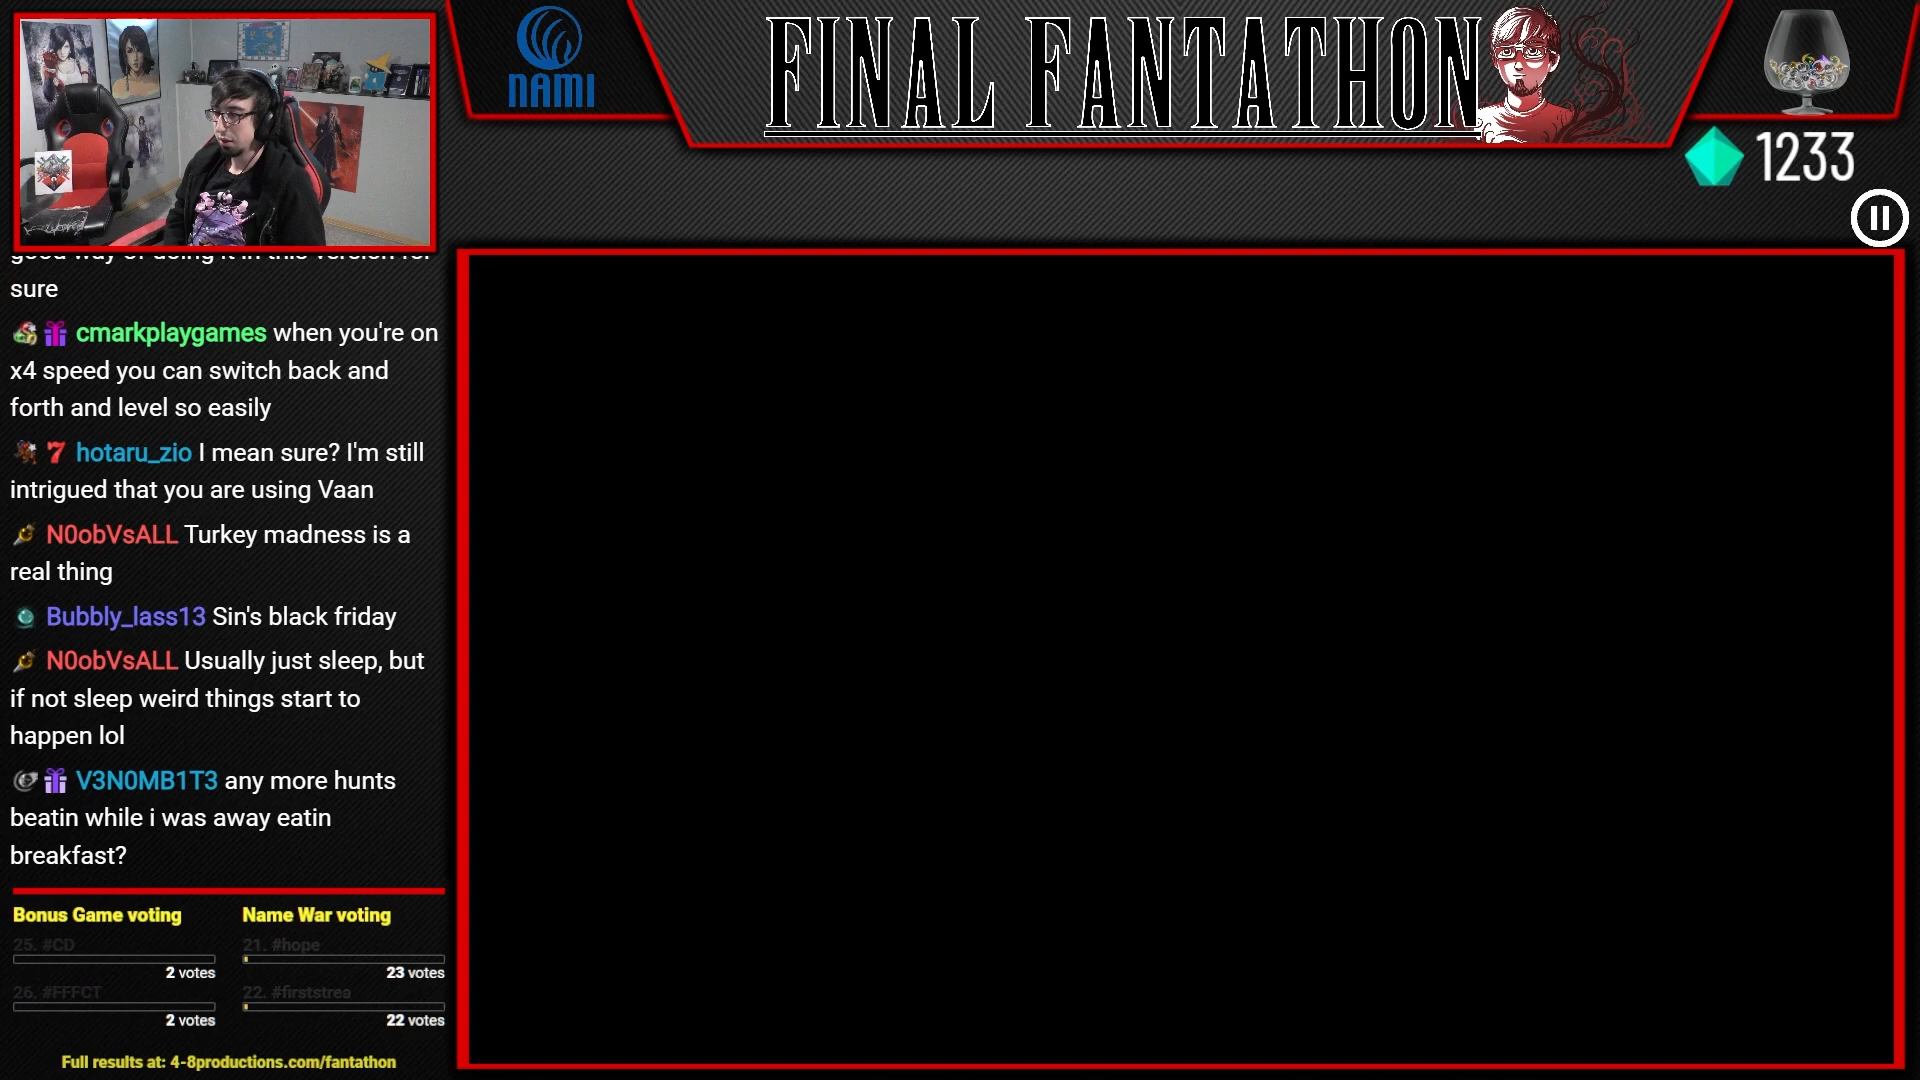 NAMI
FINAL FANTATHON
1233
sure
cmarkplaygames when you're on
x4 speed you can switch back and
forth and level so easily
7 hotaru_zio I mean sure? I'm still
intrigued that you are using Vaan
N0obVsALL Turkey madness is a
real thing
Bubbly_lass13 Sin's black friday
N0obVsALL Usually just sleep, but
if not sleep weird things start to
happen lol
V3N0MB1T3 any more hunts
beatin while i was away eatin
breakfast?
Bonus Game voting
25. #CD
2 votes
26. #FFFCT
2 votes
Name War voting
21. #hope
23 votes
22. #firststrea
22 votes
Full results at: 4-8productions.com/fantathon